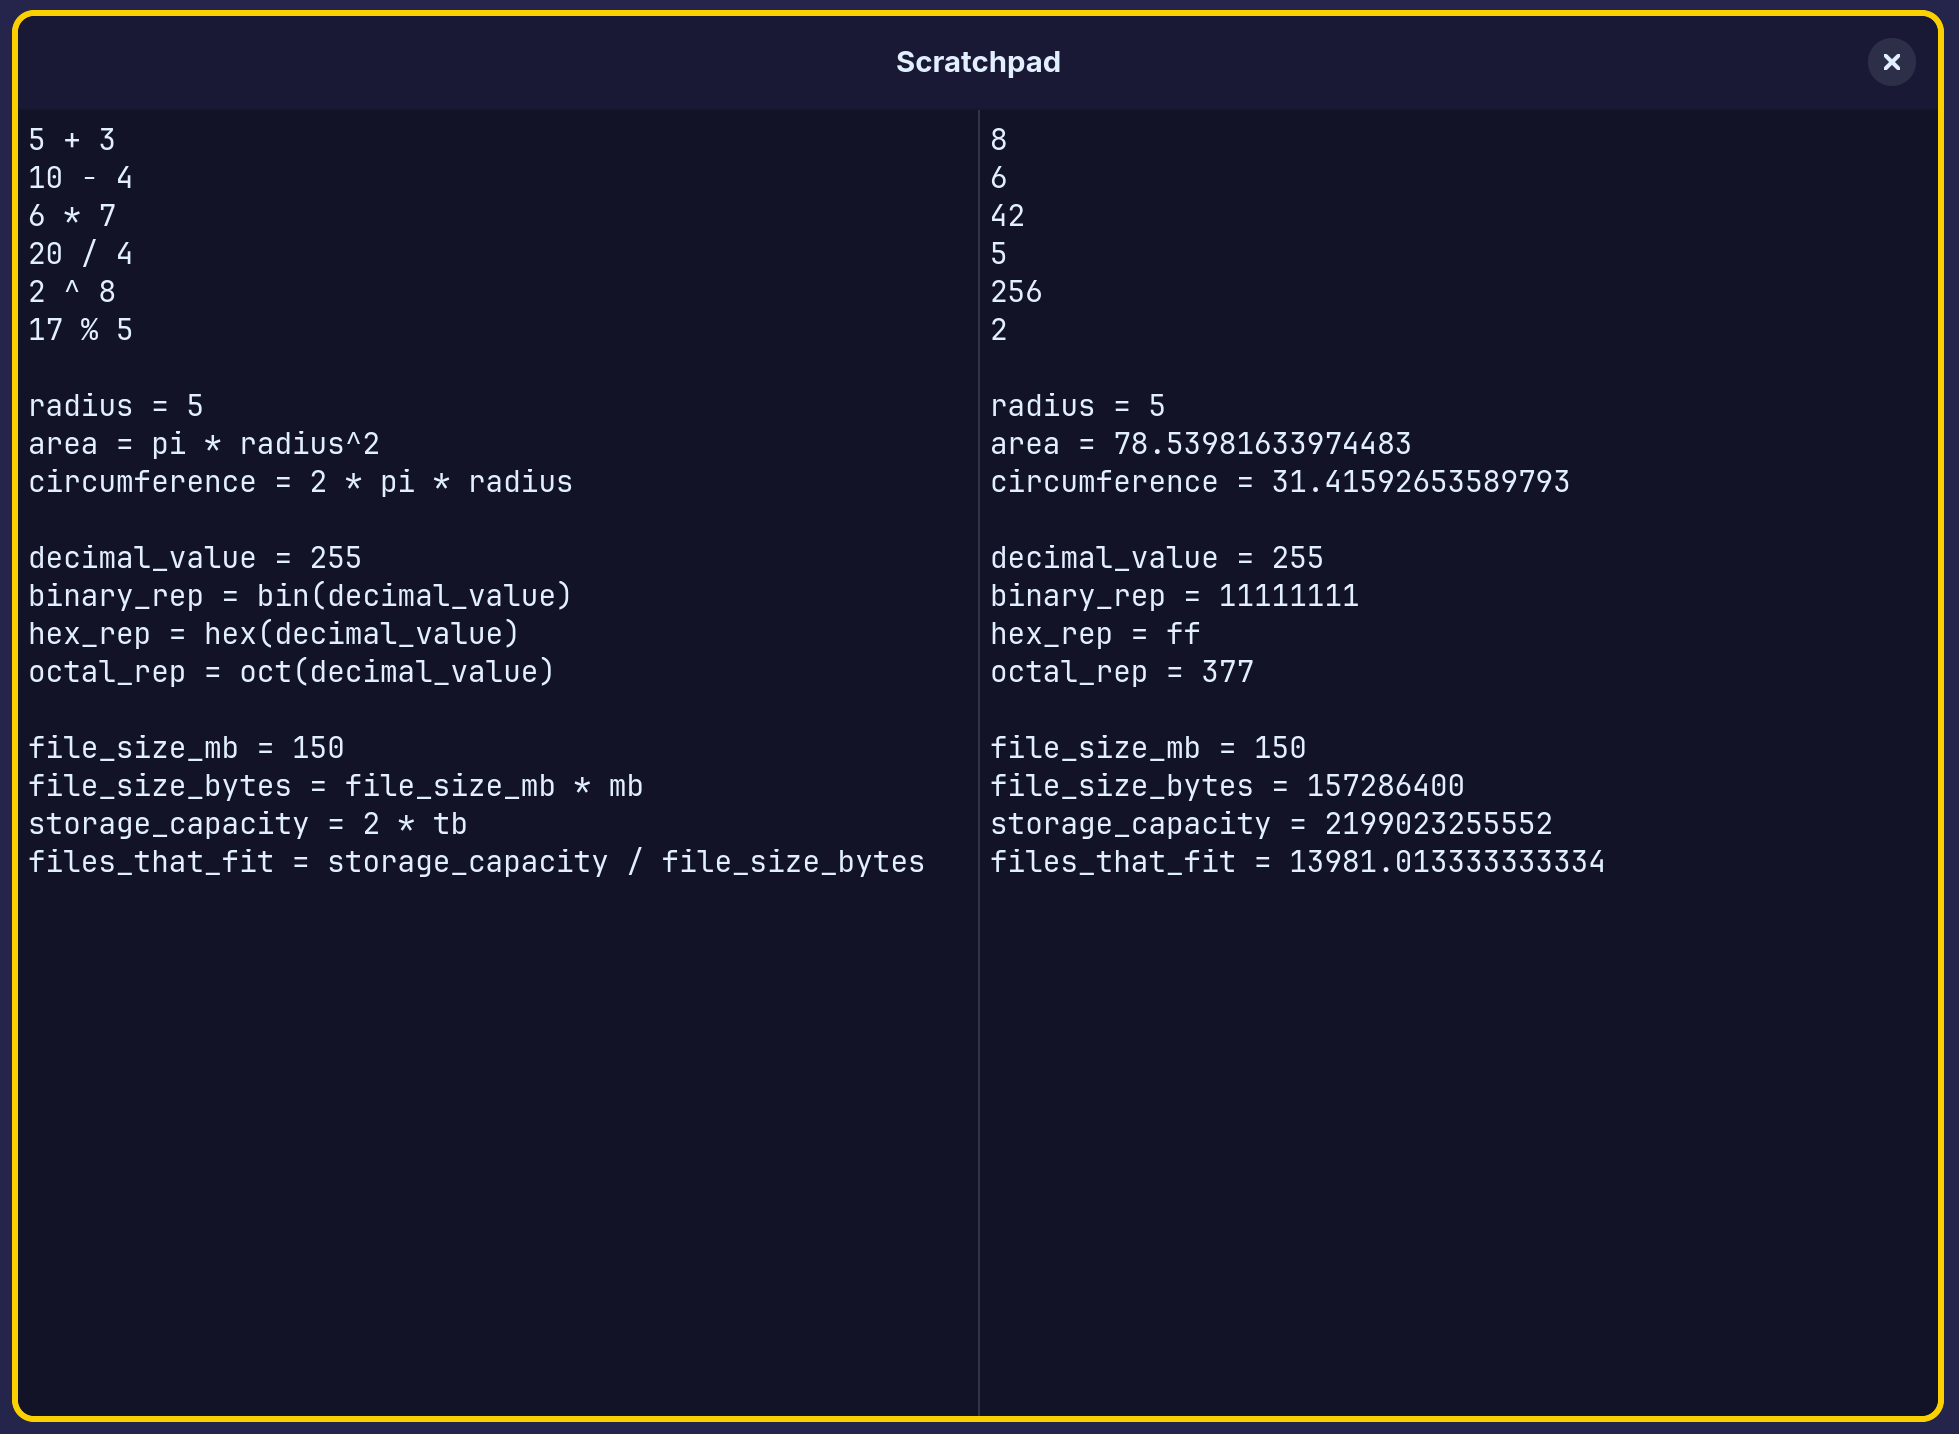 Scratchpad
5 + 3
10 - 4
6 * 7
20 / 4
2 ^ 8
17 % 5
radius = 5
area = pi * radius^2
circumference = 2 * pi * radius
decimal_value = 255
binary_rep = bin(decimal_value)
hex_rep = hex(decimal_value)
octal_rep = oct(decimal_value)
file_size_mb = 150
file_size_bytes = file_size_mb * mb
storage_capacity = 2 * tb
files_that_fit = storage_capacity / file_size_bytes
8
6
42
5
256
2
radius = 5
area = 78.53981633974483
circumference = 31.41592653589793
decimal_value = 255
binary_rep = 11111111
hex_rep = ff
octal_rep = 377
file_size_mb = 150
file_size_bytes = 157286400
storage_capacity = 2199023255552
files_that_fit = 13981.013333333334